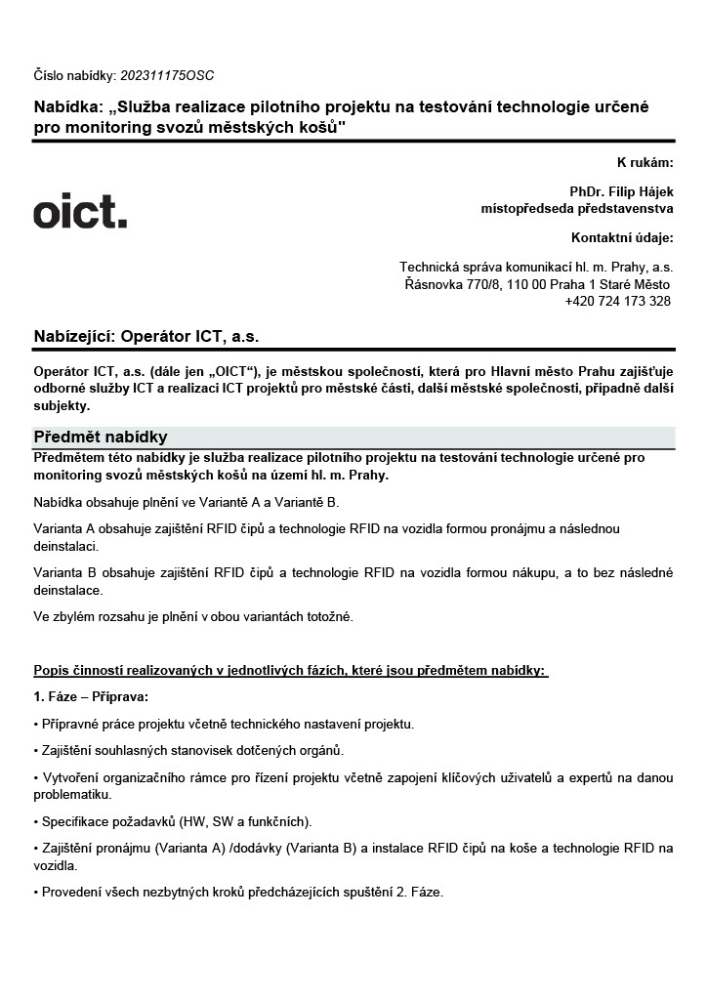 Číslo nabídky: 202311175OSC
Nabídka: „Služba realizace pilotního projektu na testování technologie určené
pro monitoring svozů městských košů"
K rukám:
oict.
PhDr. Filip Hájek
místopředseda představenstva
Kontaktní údaje:
Technická správa komunikací hl. m. Prahy, a.s.
Řásnovka 770/8, 110 00 Praha 1 Staré Město
+420 724 173 328
Nabízející: Operátor ICT, a.s.
Operátor ICT, a.s. (dále jen „OICT“), je městskou společností, která pro Hlavní město Prahu zajišťuje
odborné služby ICT a realizaci ICT projektů pro městské části, další městské společnosti, případně další
subjekty.
Předmět nabídky
Předmětem této nabídky je služba realizace pilotního projektu na testování technologie určené pro
monitoring svozů městských košů na území hl. m. Prahy.
Nabídka obsahuje plnění ve Variantě A a Variantě B.
Varianta A obsahuje zajištění RFID čipů a technologie RFID na vozidla formou pronájmu a následnou
deinstalaci.
Varianta B obsahuje zajištění RFID čipů a technologie RFID na vozidla formou nákupu, a to bez následné
deinstalace.
Ve zbylém rozsahu je plnění v obou variantách totožné.
Popis činností realizovaných v jednotlivých fázích, které jsou předmětem nabídky:
1. Fáze – Příprava:
• Přípravné práce projektu včetně technického nastavení projektu.
• Zajištění souhlasných stanovisek dotčených orgánů.
• Vytvoření organizačního rámce pro řízení projektu včetně zapojení klíčových uživatelů a expertů na danou
problematiku.
• Specifikace požadavků (HW, SW a funkčních).
• Zajištění pronájmu (Varianta A) /dodávky (Varianta B) a instalace RFID čipů na koše a technologie RFID na
vozidla.
• Provedení všech nezbytných kroků předcházejících spuštění 2. Fáze.